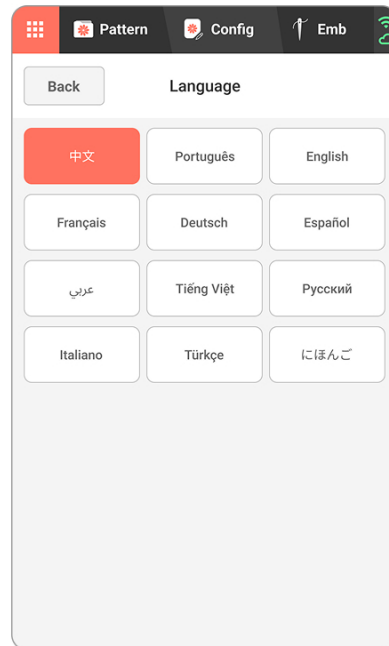 Pattern Config Emb
Back Language
中文 Português English
Français Deutsch Español
عربي Tiếng Việt Русский
Italiano Türkçe にほんご